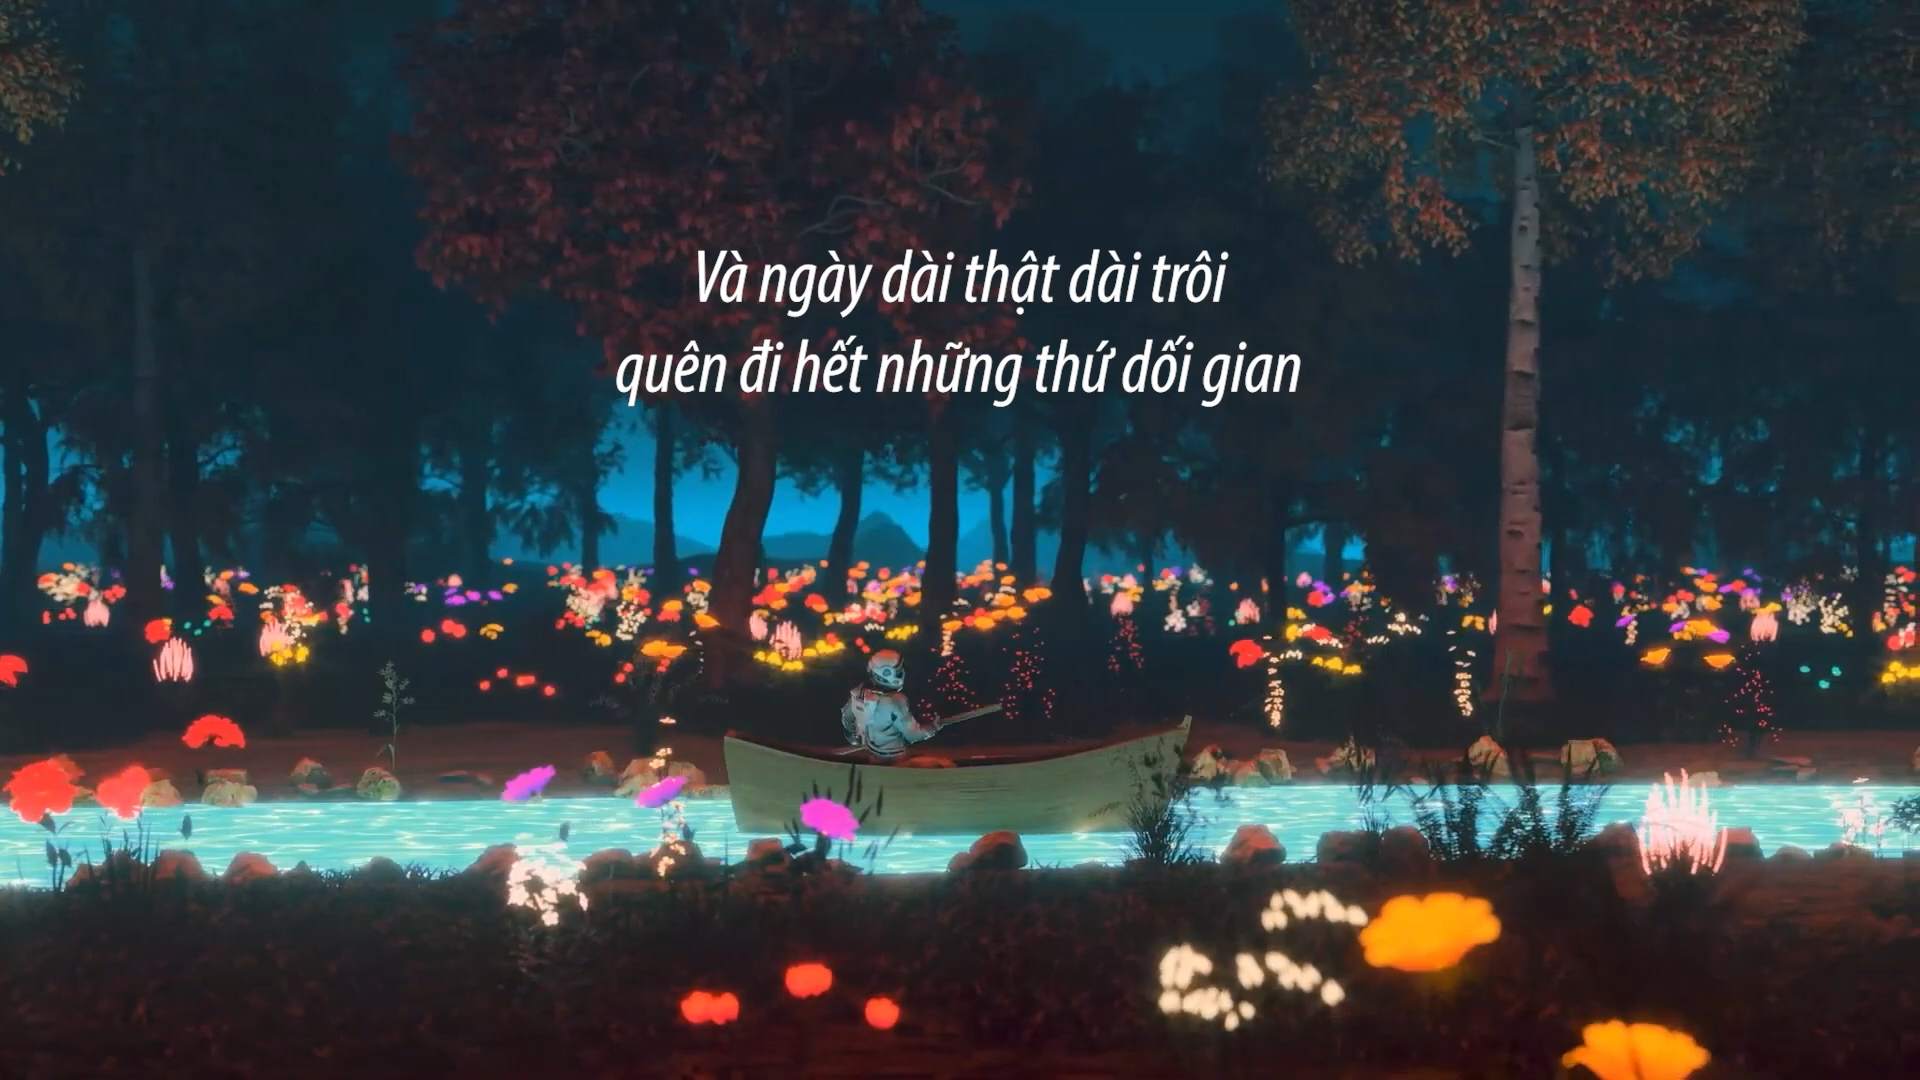 Và ngày dài thật dài trôi
quên đi hết những thứ dối gian